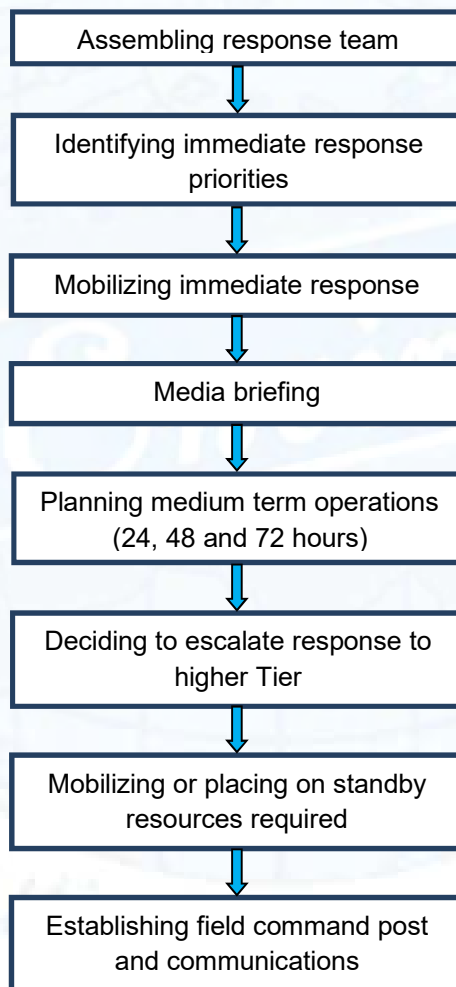 Assembling response team
Identifying immediate response
priorities
Mobilizing immediate response
Media briefing
Planning medium term operations
(24, 48 and 72 hours)
Deciding to escalate response to
higher Tier
Mobilizing or placing on standby
resources required
Establishing field command post
and communications